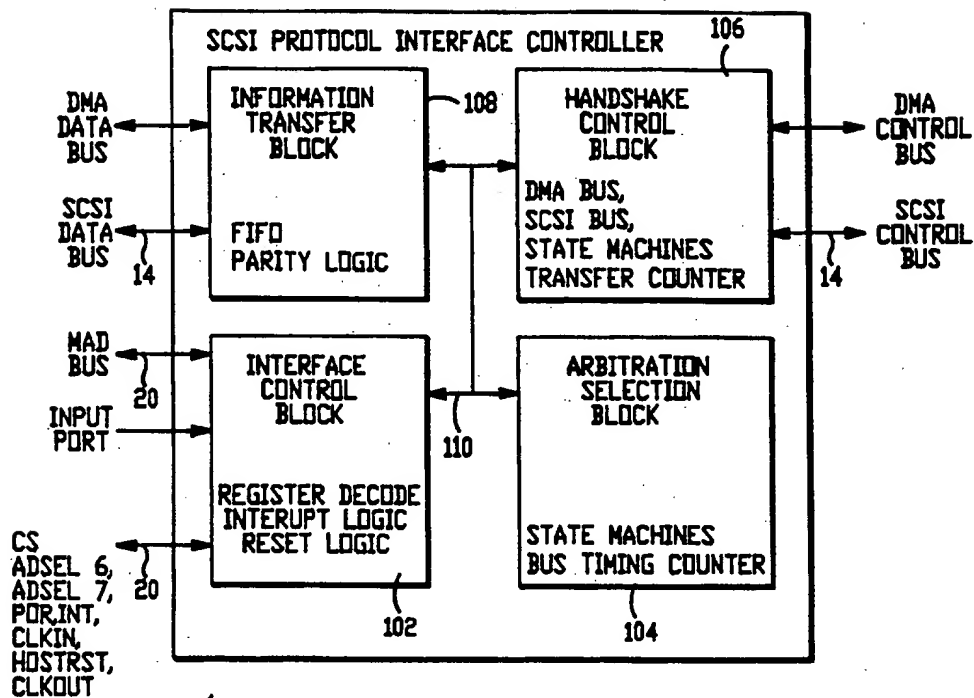 SCSI PROTOCOL INTERFACE CONTROLLER
106
DMA
DATA
BUS
INFORMATION
TRANSFER
BLOCK
108
FIFO
PARITY LOGIC
SCSI
DATA
BUS
14
HANDSHAKE
CONTROL
BLOCK
DMA BUS,
SCSI BUS,
STATE MACHINES
TRANSFER COUNTER
DMA
CONTROL
BUS
SCSI
CONTROL
BUS
14
MAD
BUS
20
INPUT
PORT
INTERFACE
CONTROL
BLOCK
REGISTER DECODE
INTERUPT LOGIC
RESET LOGIC
102
110
ARBITRATION
SELECTION
BLOCK
STATE MACHINES
BUS TIMING COUNTER
104
CS
ADSEL 6,
ADSEL 7,
POR,INT,
CLKIN,
HOSTRST,
CLKOUT
20